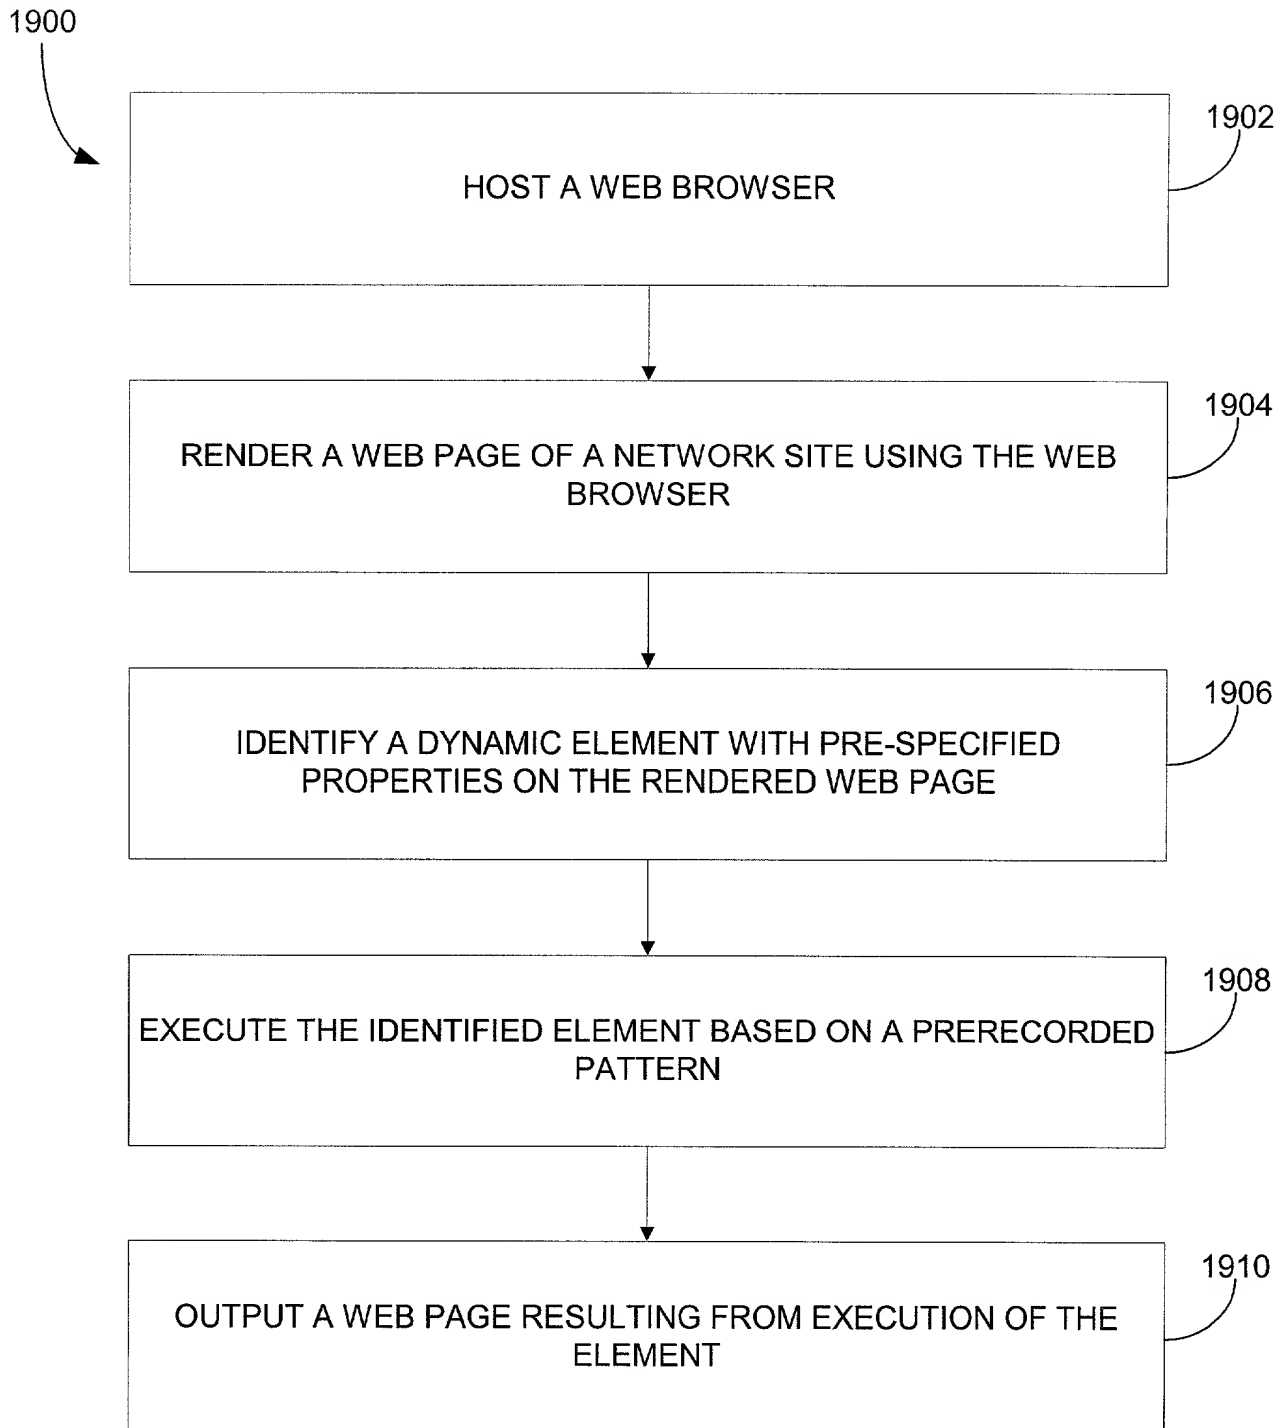 1900
1902
HOST A WEB BROWSER
1904
RENDER A WEB PAGE OF A NETWORK SITE USING THE WEB
BROWSER
1906
IDENTIFY A DYNAMIC ELEMENT WITH PRE-SPECIFIED
PROPERTIES ON THE RENDERED WEB PAGE
1908
EXECUTE THE IDENTIFIED ELEMENT BASED ON A PRERECORDED
PATTERN
1910
OUTPUT A WEB PAGE RESULTING FROM EXECUTION OF THE
ELEMENT